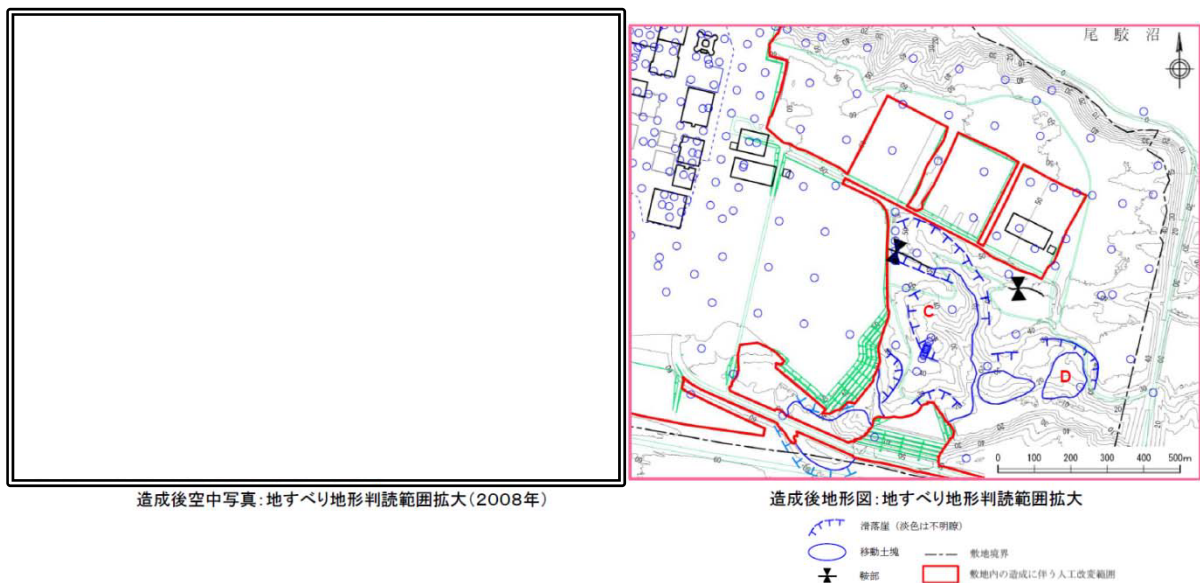 尾駮沼
C
D
0 100 200 300 400 500m
造成後空中写真：地すべり地形判読範囲拡大（2008年）
造成後地形図：地すべり地形判読範囲拡大
滑落崖（淡色は不明瞭）
移動土塊
敷地境界
鞍部
敷地内の造成に伴う人工改変範囲